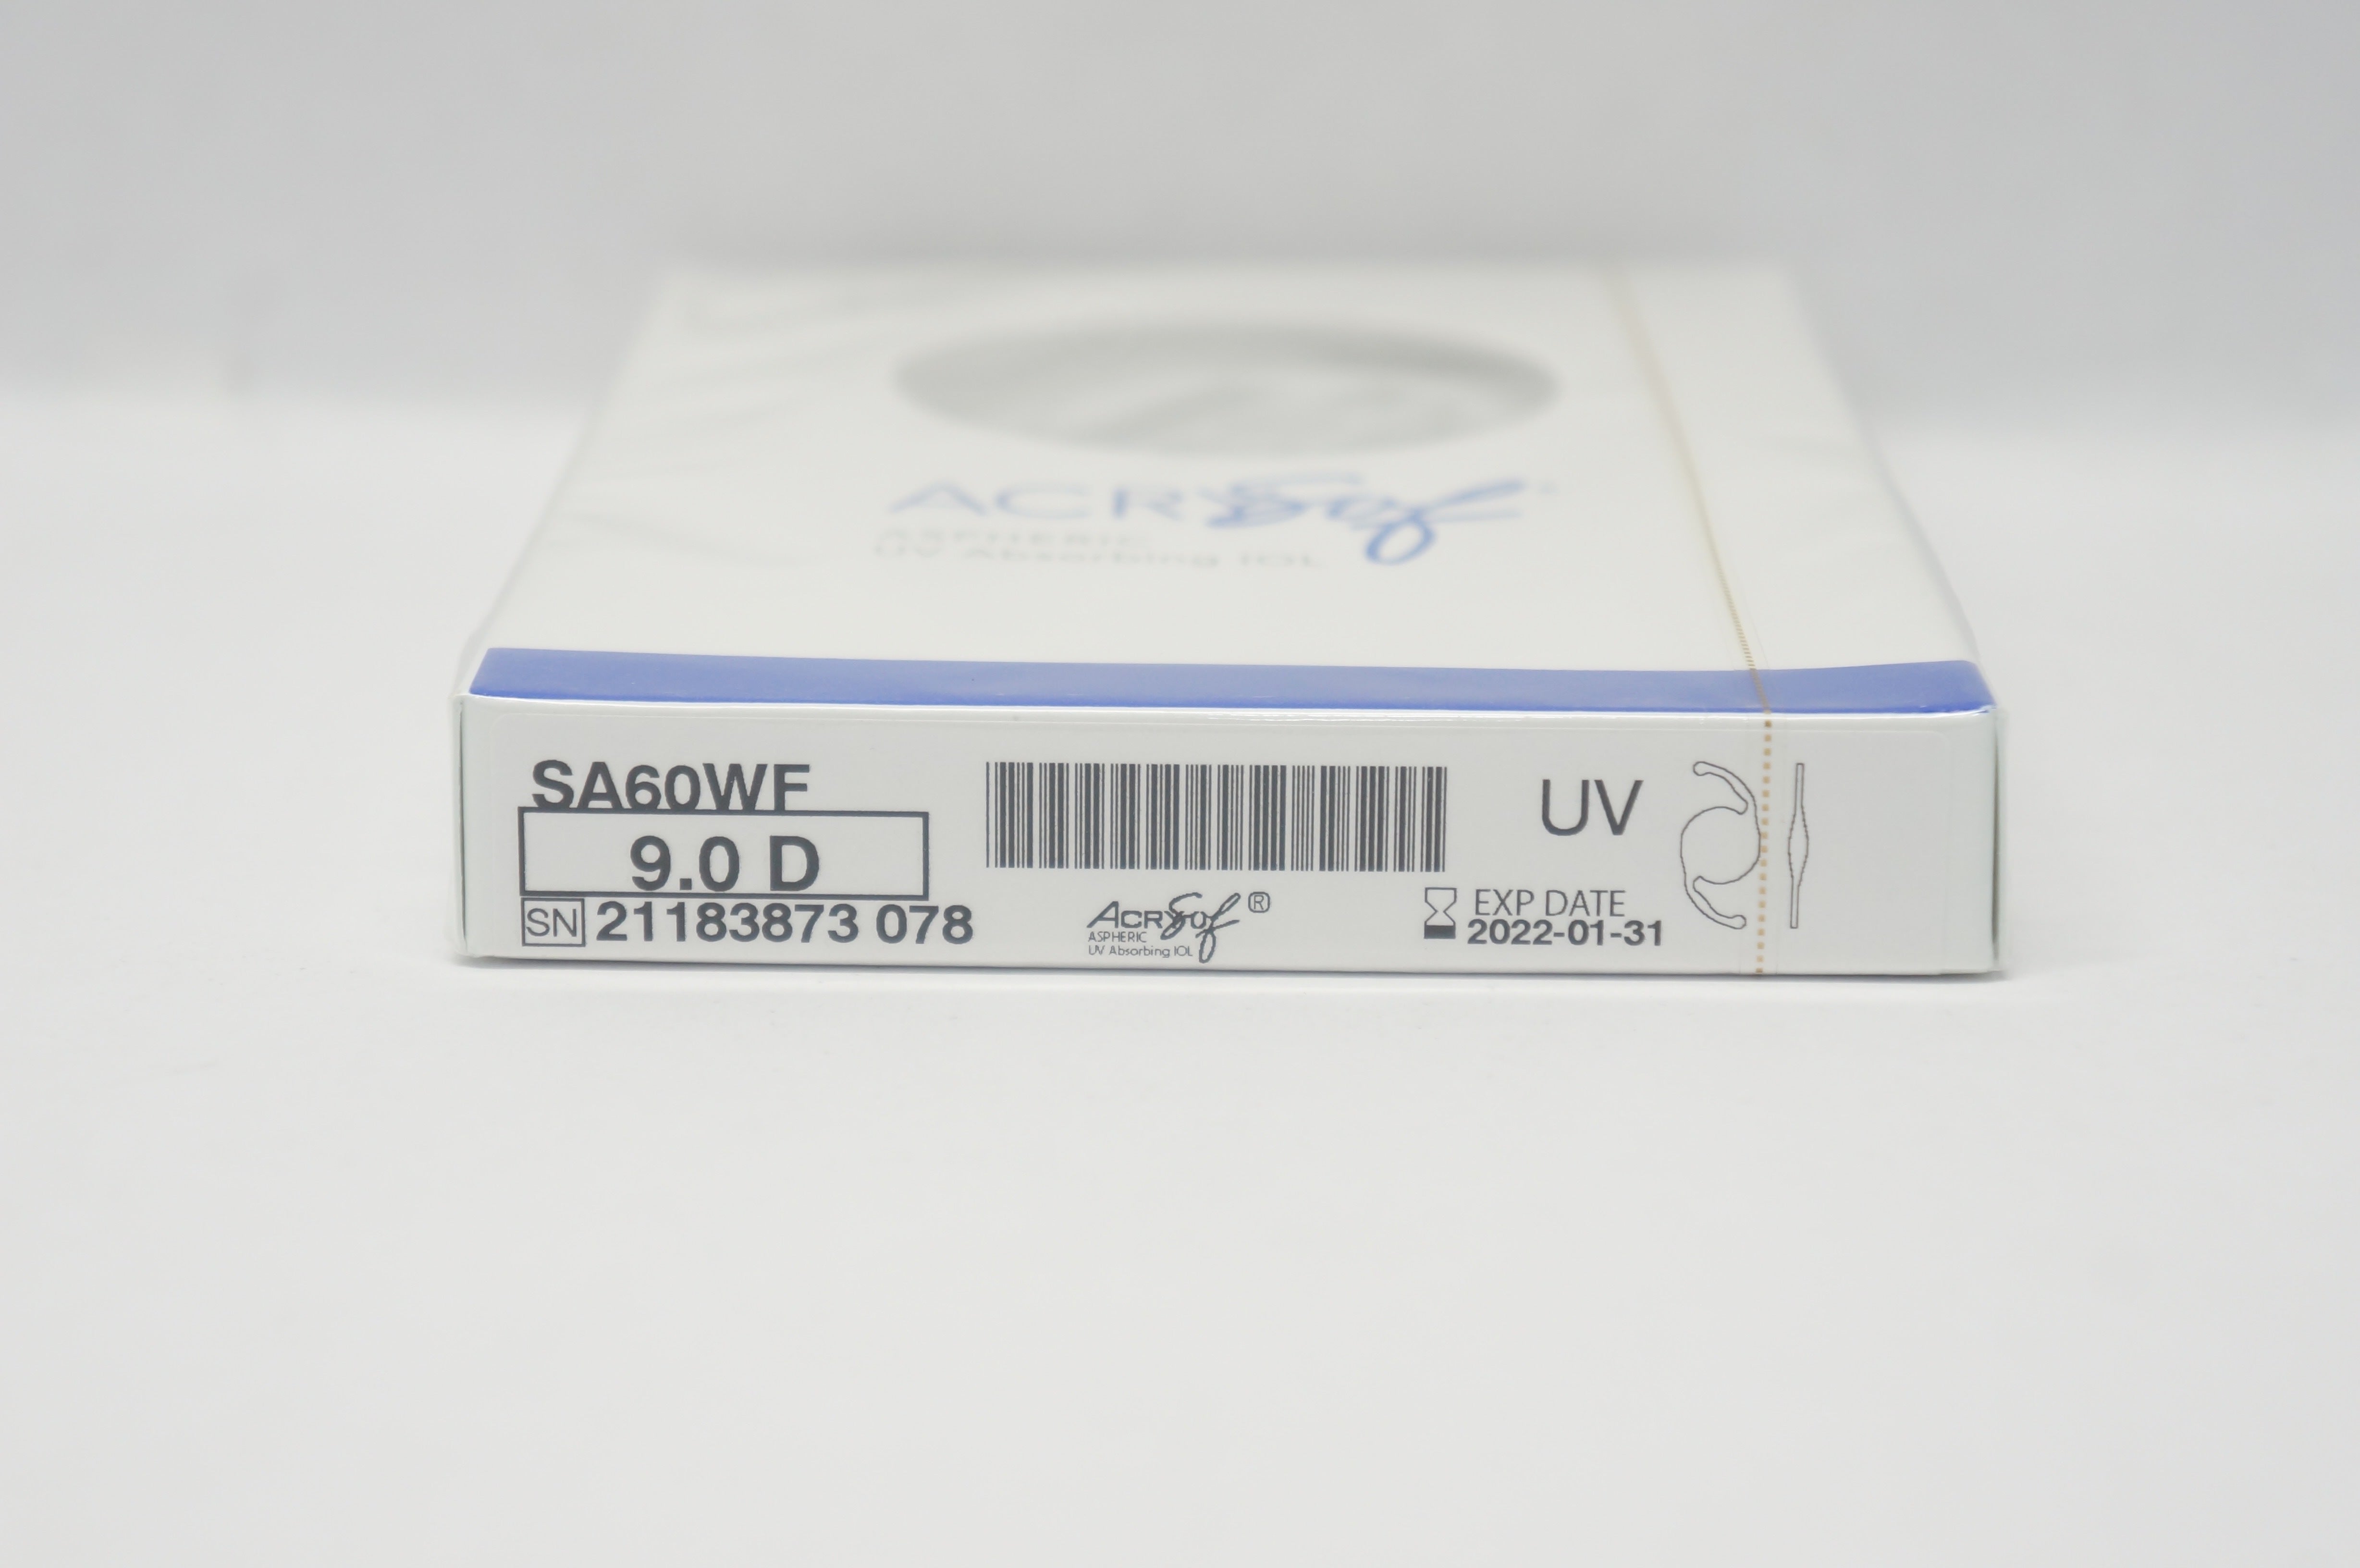 ACRYSof
ASPHERIC
UV Absorbing IOL
SA60WF
9.0 D
SN 21183873 078
ACRYSof®
ASPHERIC
UV Absorbing IOL
UV
EXP DATE
2022-01-31